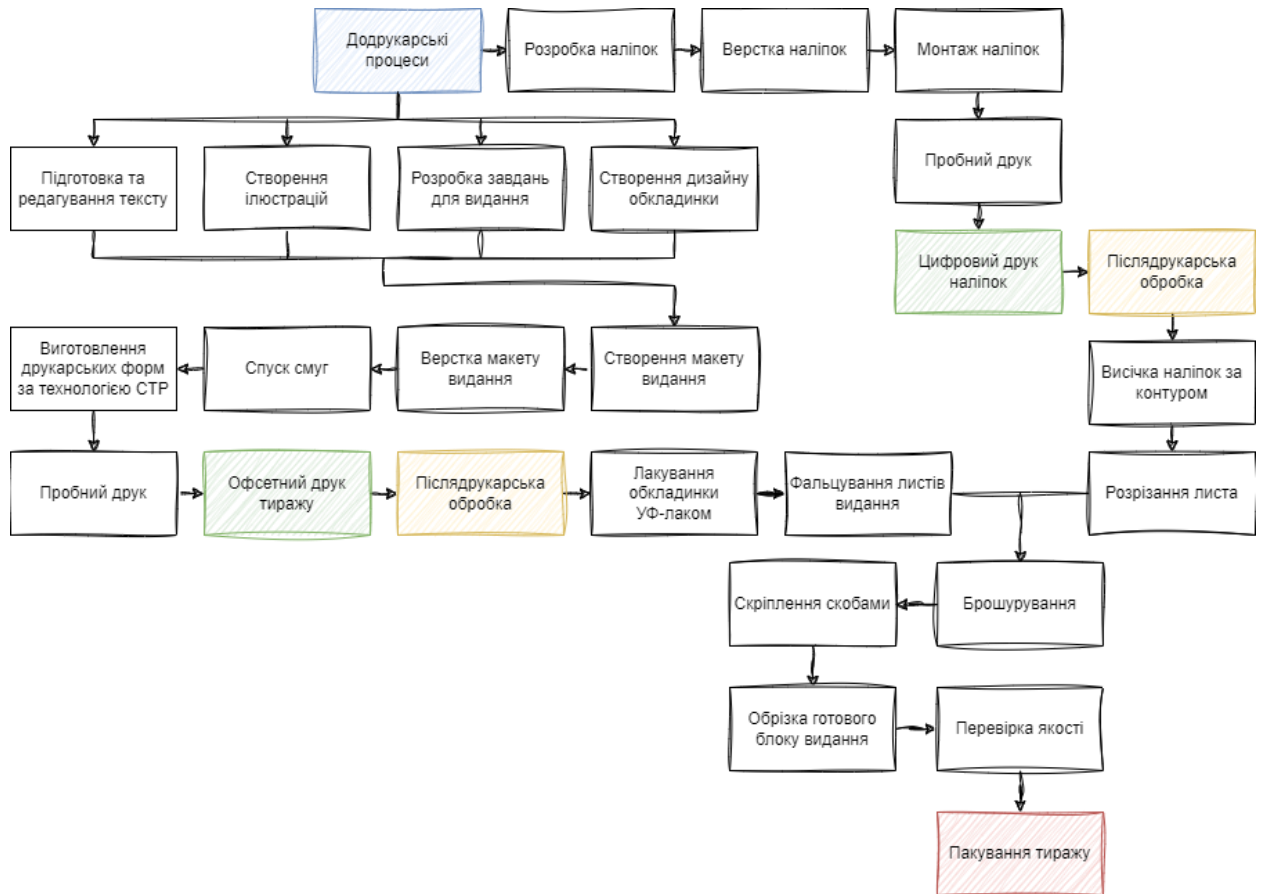 Додрукарські
процеси
Розробка наліпок
Верстка наліпок
Монтаж наліпок
Пробний друк
Підготовка та
редагування тексту
Створення
ілюстрацій
Розробка завдань
для видання
Створення дизайну
обкладинки
Цифровий друк
наліпок
Післядрукарська
обробка
Виготовлення
друкарських форм
за технологією СТР
Спуск смуг
Верстка макету
видання
Створення макету
видання
Висічка наліпок за
контуром
Пробний друк
Офсетний друк
тиражу
Післядрукарська
обробка
Лакування
обкладинки
УФ-лаком
Фальцування листів
видання
Розрізання листа
Скріплення скобами
Брошурування
Обрізка готового
блоку видання
Перевірка якості
Пакування тиражу